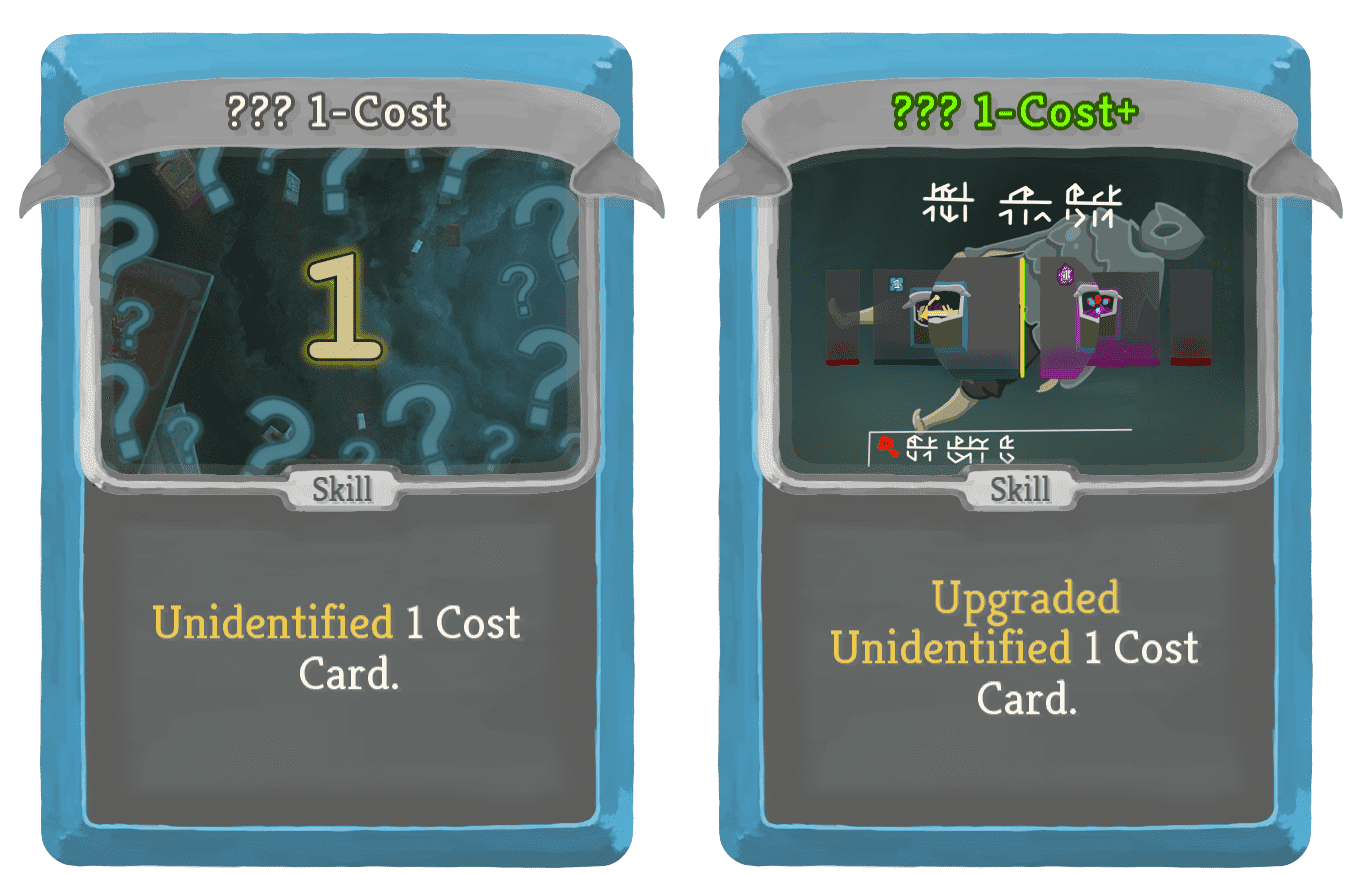 ??? 1-Cost
1
Skill
Unidentified 1 Cost
Card.
??? 1-Cost+
Skill
Upgraded
Unidentified 1 Cost
Card.